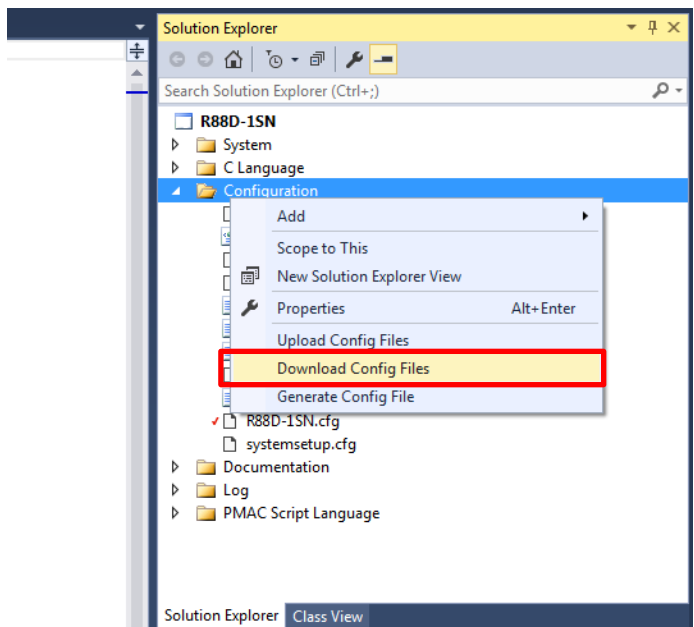 Solution Explorer
Search Solution Explorer (Ctrl+;)
R88D-1SN
System
C Language
Configuration
Add
Scope to This
New Solution Explorer View
Properties Alt+Enter
Upload Config Files
Download Config Files
Generate Config File
R88D-1SN.cfg
systemsetup.cfg
Documentation
Log
PMAC Script Language
Solution Explorer Class View